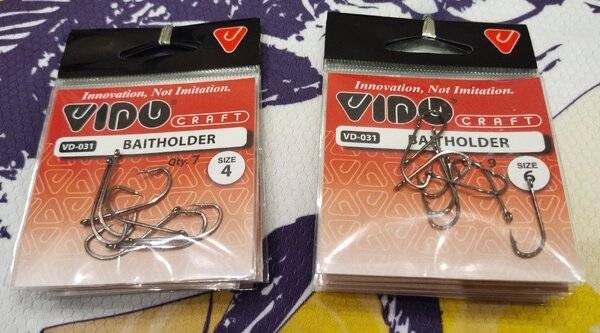 Innovation, Not Imitation.
VIDO®
CRAFT
VD-031 BAITHOLDER
Qty. 7
SIZE
4
Innovation, Not Imitation.
VIDO®
CRAFT
VD-031 BAITHOLDER
9
SIZE
6